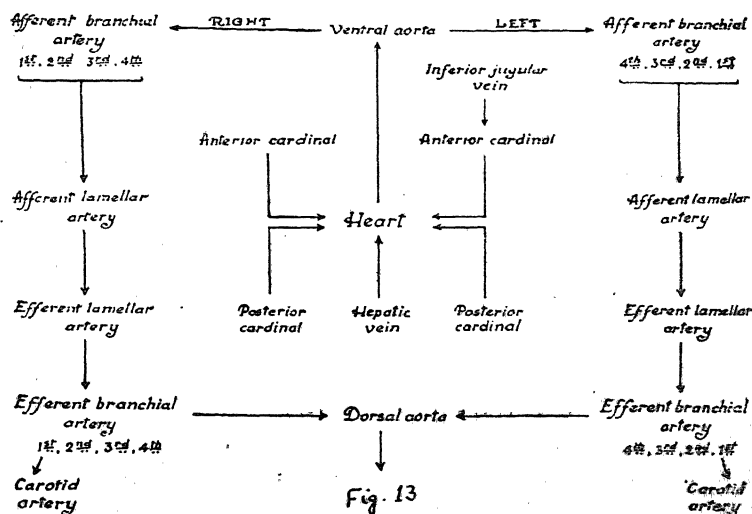 Afferent branchial
artery
1st, 2nd 3rd, 4th
RIGHT
Ventral aorta
LEFT
Afferent branchial
artery
4th, 3rd, 2nd, 1st
Inferior jugular
vein
Anterior cardinal
Anterior cardinal
Afferent lamellar
artery
Heart
Afferent lamellar
artery
Efferent lamellar
artery
Posterior
cardinal
Hepatic
vein
Posterior
cardinal
Efferent lamellar
artery
Efferent branchial
artery
1st, 2nd, 3rd, 4th
Dorsal aorta
Efferent branchial
artery
4th, 3rd, 2nd, 1st
Carotid
artery
Fig. 13
Carotid
artery